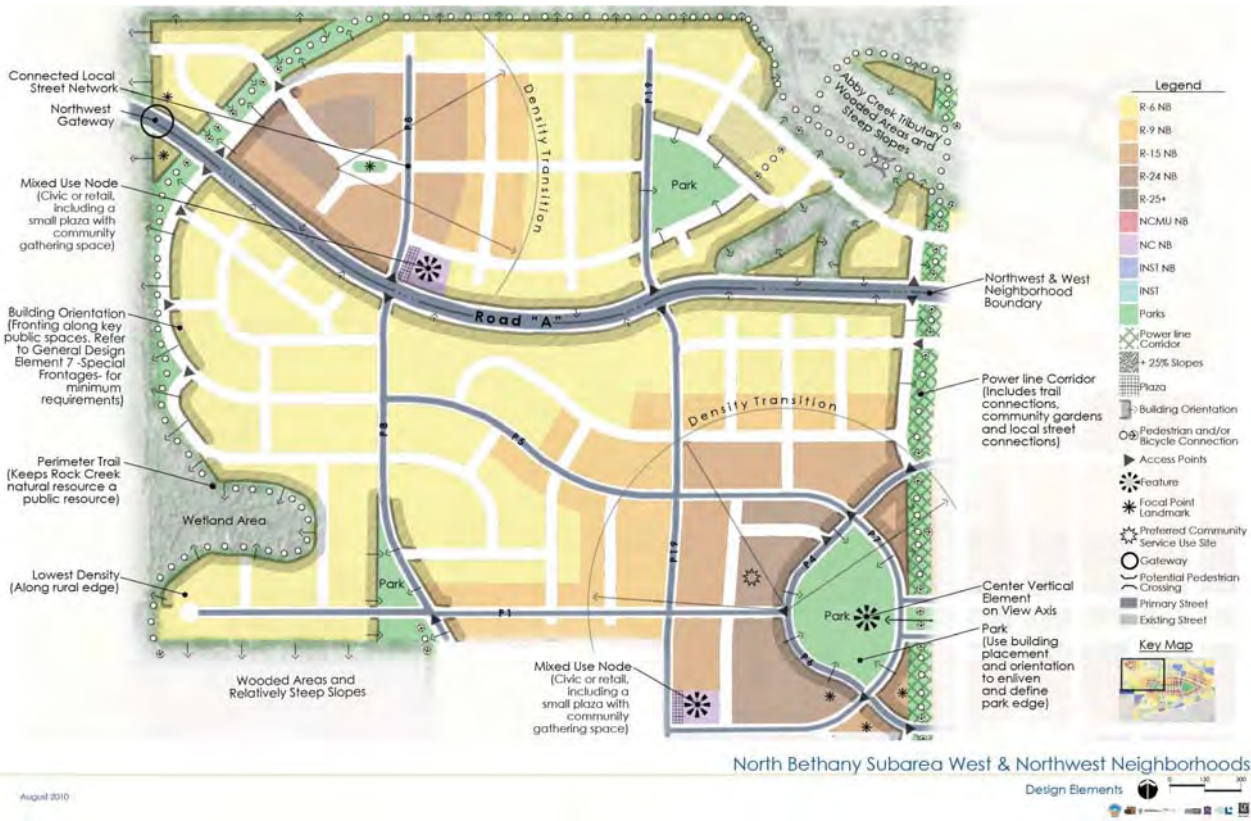 Connected Local
Street Network
Northwest
Gateway
Mixed Use Node
(Civic or retail,
including a
small plaza with
community
gathering space)
Building Orientation
(Fronting along key
public spaces. Refer
to General Design
Element 7 -Special
Frontages- for
minimum
requirements)
Perimeter Trail
(Keeps Rock Creek
natural resource a
public resource)
Lowest Density
(Along rural edge)
P8
P19
Density Transition
Park
Abby Creek Tributary
Wooded Areas and
Steep Slopes
Road "A"
P8
P5
Density Transition
P19
Wetland Area
Park
P1
P4
P7
Park
P6
Wooded Areas and
Relatively Steep Slopes
Mixed Use Node
(Civic or retail,
including a
small plaza with
community
gathering space)
Northwest & West
Neighborhood
Boundary
Power line Corridor
(Includes trail
connections,
community gardens
and local street
connections)
Center Vertical
Element
on View Axis
Park
(Use building
placement
and orientation
to enliven
and define
park edge)
Legend
R-6 NB
R-9 NB
R-15 NB
R-24 NB
R-25+
NCMU NB
NC NB
INST NB
INST
Parks
Power line
Corridor
+ 25% Slopes
Plaza
Building Orientation
Pedestrian and/or
Bicycle Connection
Access Points
Feature
Focal Point
Landmark
Preferred Community
Service Use Site
Gateway
Potential Pedestrian
Crossing
Primary Street
Existing Street
Key Map
North Bethany Subarea West & Northwest Neighborhoods
Design Elements
August 2010